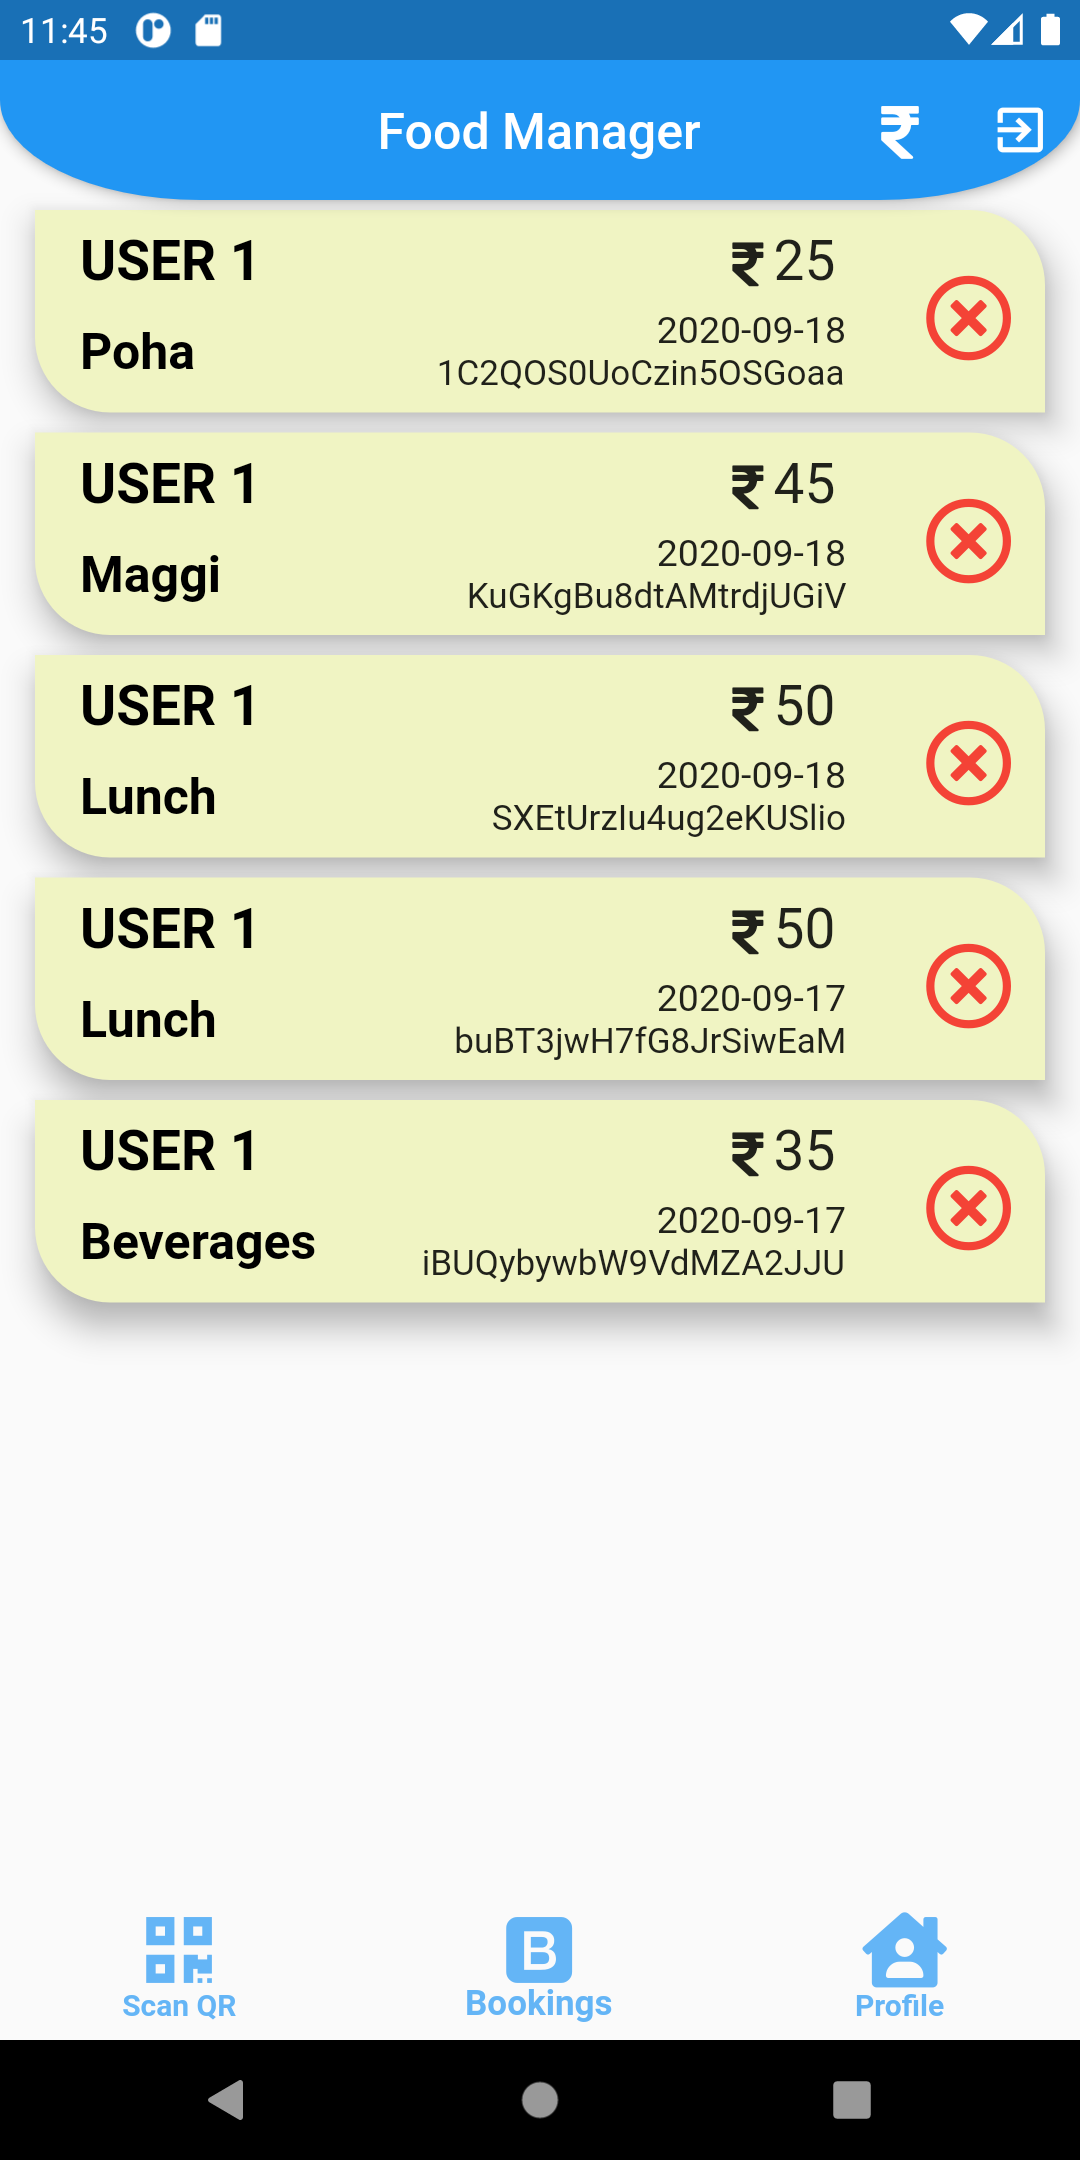 11:45
Food Manager ₹
USER 1 ₹ 25
Poha 2020-09-18
1C2QOS0UoCzin5OSGoaa
USER 1 ₹ 45
Maggi 2020-09-18
KuGKgBu8dtAMtrdjUGiV
USER 1 ₹ 50
Lunch 2020-09-18
SXEtUrzIu4ug2eKUSlio
USER 1 ₹ 50
Lunch 2020-09-17
buBT3jwH7fG8JrSiwEaM
USER 1 ₹ 35
Beverages 2020-09-17
iBUQybywbW9VdMZA2JJU
B
Scan QR Bookings Profile